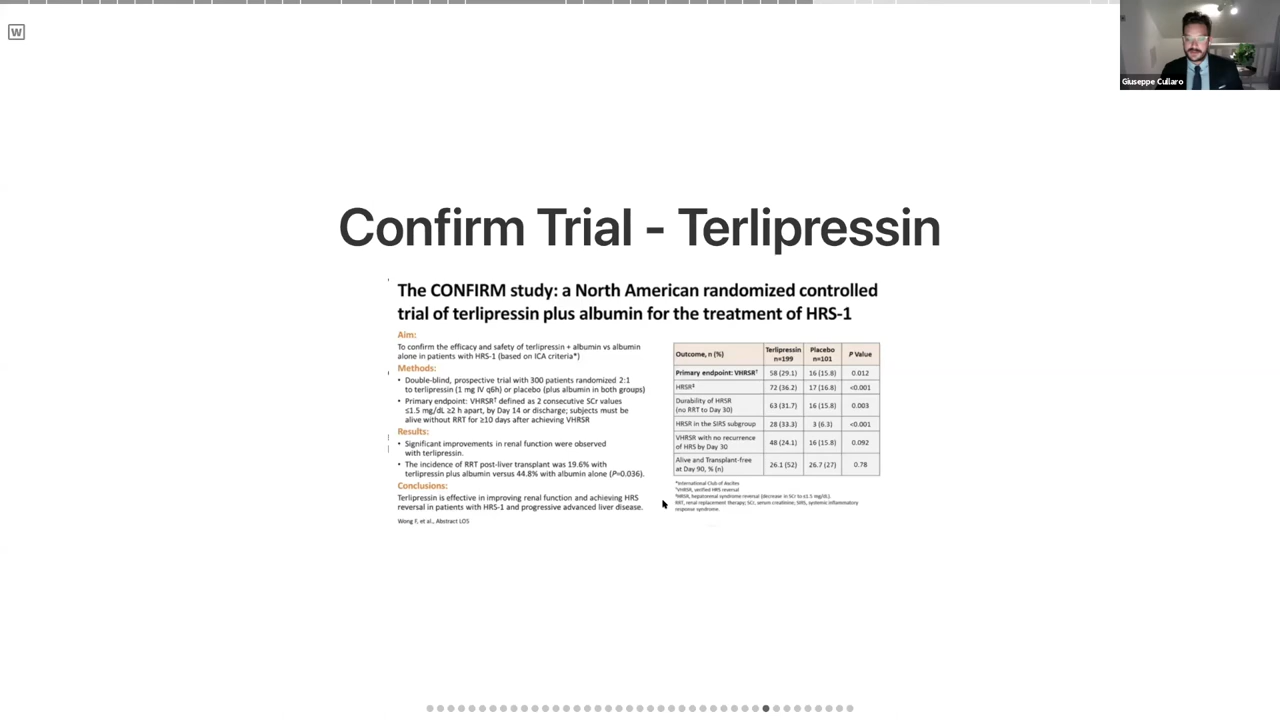 W
Giuseppe Cullaro
Confirm Trial - Terlipressin
The CONFIRM study: a North American randomized controlled
trial of terlipressin plus albumin for the treatment of HRS-1
Aim:
To confirm the efficacy and safety of terlipressin + albumin vs albumin
alone in patients with HRS-1 (based on ICA criteria*)
Methods:
• Double-blind, prospective trial with 300 patients randomized 2:1
to terlipressin (1 mg IV q6h) or placebo (plus albumin in both groups)
• Primary endpoint: VHRSR† defined as 2 consecutive SCr values
≤1.5 mg/dL ≥2 h apart, by Day 14 or discharge; subjects must be
alive without RRT for ≥10 days after achieving VHRSR
Results:
• Significant improvements in renal function were observed
with terlipressin.
• The incidence of RRT post-liver transplant was 19.6% with
terlipressin plus albumin versus 44.8% with albumin alone (P=0.036).
Conclusions:
Terlipressin is effective in improving renal function and achieving HRS
reversal in patients with HRS-1 and progressive advanced liver disease.
Wong F, et al., Abstract LO5
Outcome, n (%) Terlipressin n=199 Placebo n=101 P Value
Primary endpoint: VHRSR† 58 (29.1) 16 (15.8) 0.012
HRSR‡ 72 (36.2) 17 (16.8) <0.001
Durability of HRSR (no RRT to Day 30) 63 (31.7) 16 (15.8) 0.003
HRSR in the SIRS subgroup 28 (33.3) 3 (6.3) <0.001
VHRSR with no recurrence of HRS by Day 30 48 (24.1) 16 (15.8) 0.092
Alive and Transplant-free at Day 90, % (n) 26.1 (52) 26.7 (27) 0.78
*International Club of Ascites
†VHRSR, verified HRS reversal
‡HRSR, hepatorenal syndrome reversal (decrease in SCr to ≤1.5 mg/dL).
RRT, renal replacement therapy; SCr, serum creatinine; SIRS, systemic inflammatory
response syndrome.